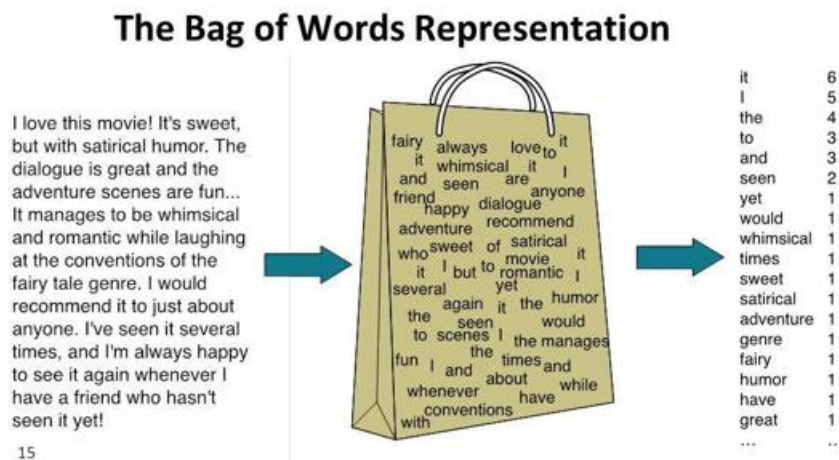 The Bag of Words Representation
I love this movie! It's sweet,
but with satirical humor. The
dialogue is great and the
adventure scenes are fun...
It manages to be whimsical
and romantic while laughing
at the conventions of the
fairy tale genre. I would
recommend it to just about
anyone. I've seen it several
times, and I'm always happy
to see it again whenever I
have a friend who hasn't
seen it yet!
15
fairy always love to it
it whimsical it I
and seen are anyone
friend happy dialogue
adventure recommend
who sweet of satirical it
it I but to movie romantic I
several yet
again it the humor
the seen would
to scenes I the manages
fun I and the times and
about while
whenever have
conventions
with
it 6
I 5
the 4
to 3
and 3
seen 2
yet 1
would 1
whimsical 1
times 1
sweet 1
satirical 1
adventure 1
genre 1
fairy 1
humor 1
have 1
great 1
... ..